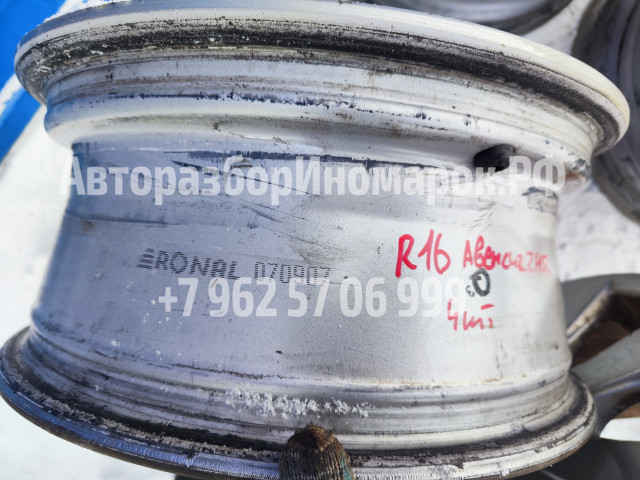 АвторазборИномарок.РФ
RONAL 070907
+7 962 57 06 999
R16 Авенсис
4шт